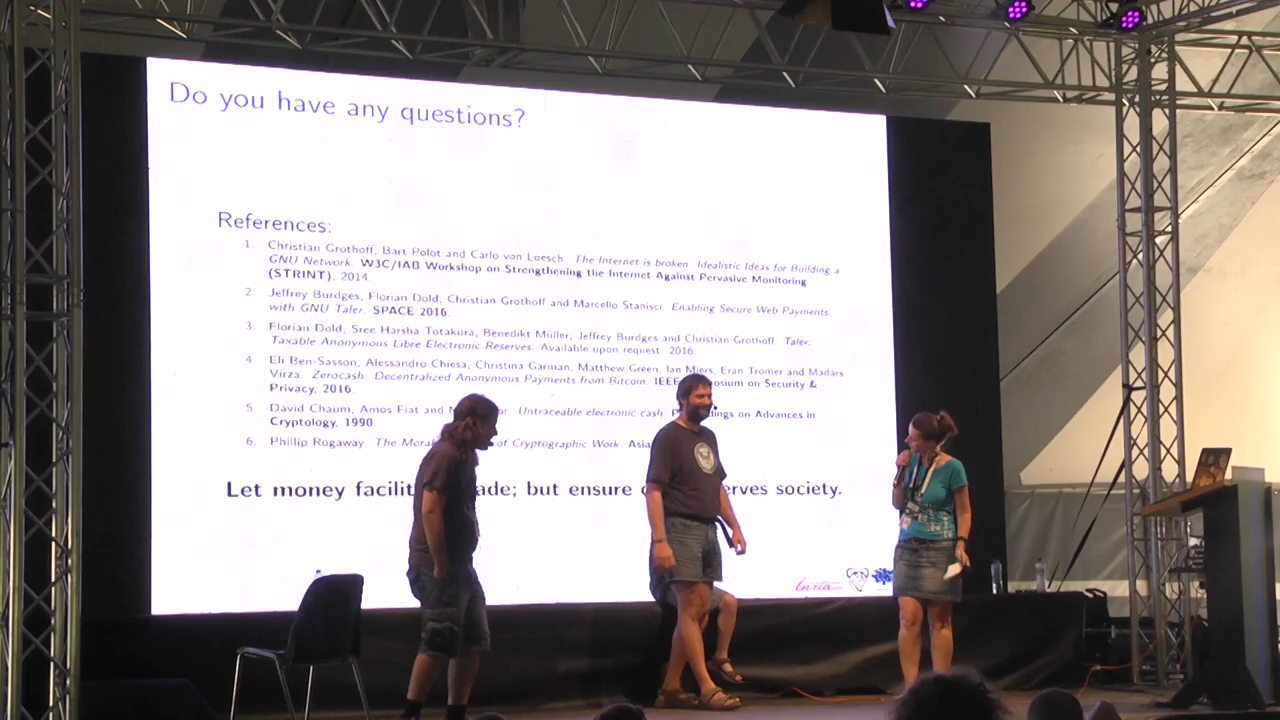 Do you have any questions?
References:
1. Christian Grothoff, Bart Polot and Carlo von Loesch. The Internet is broken: Idealistic Ideas for Building a
GNU Network. W3C/IAB Workshop on Strengthening the Internet Against Pervasive Monitoring
(STRINT), 2014.
2. Jeffrey Burdges, Florian Dold, Christian Grothoff and Marcello Stanisci. Enabling Secure Web Payments
with GNU Taler. SPACE 2016.
3. Florian Dold, Sree Harsha Totakura, Benedikt Müller, Jeffrey Burdges and Christian Grothoff. Taler:
Taxable Anonymous Libre Electronic Reserves. Available upon request. 2016.
4. Eli Ben-Sasson, Alessandro Chiesa, Christina Garman, Matthew Green, Ian Miers, Eran Tromer and Madars
Virza. Zerocash: Decentralized Anonymous Payments from Bitcoin. IEEE on Security &
Privacy, 2016.
5. David Chaum, Amos Fiat and Untraceable electronic cash. on Advances in
Cryptology, 1990.
6. Phillip Rogaway. The of Cryptographic Work.
Let money but ensure society.